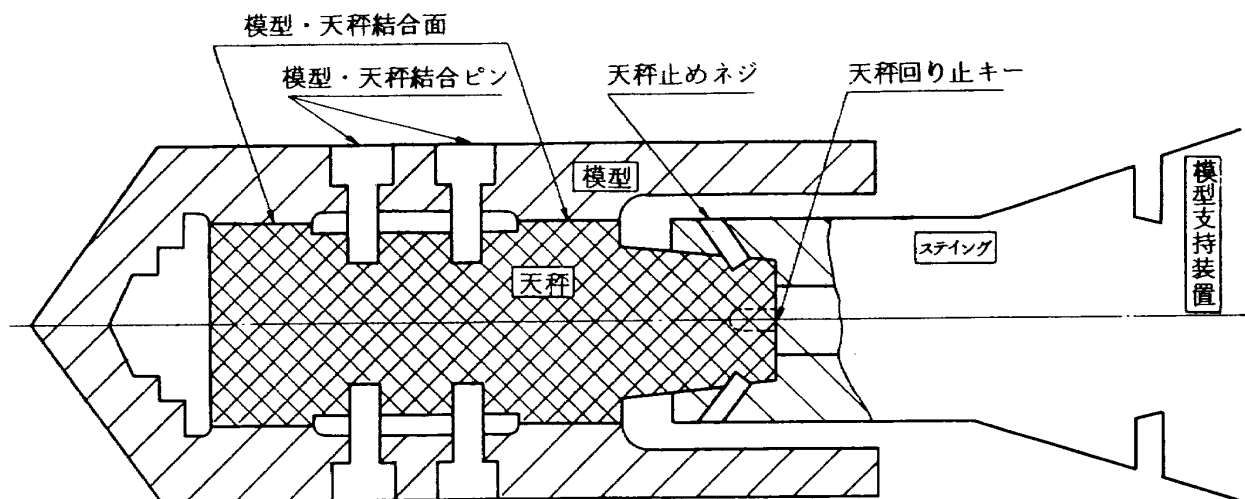 模型・天秤結合面
模型・天秤結合ピン
天秤止めネジ
天秤回り止キー
模型
天秤
ステイング
模型支持装置